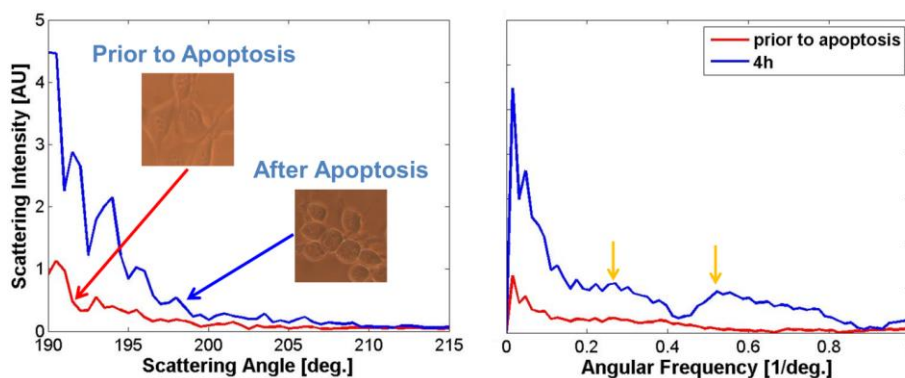 5
4
3
2
1
0
Scattering Intensity [AU]
Prior to Apoptosis
After Apoptosis
190
195
200
205
210
215
Scattering Angle [deg.]
prior to apoptosis
4h
0
0.2
0.4
0.6
0.8
Angular Frequency [1/deg.]